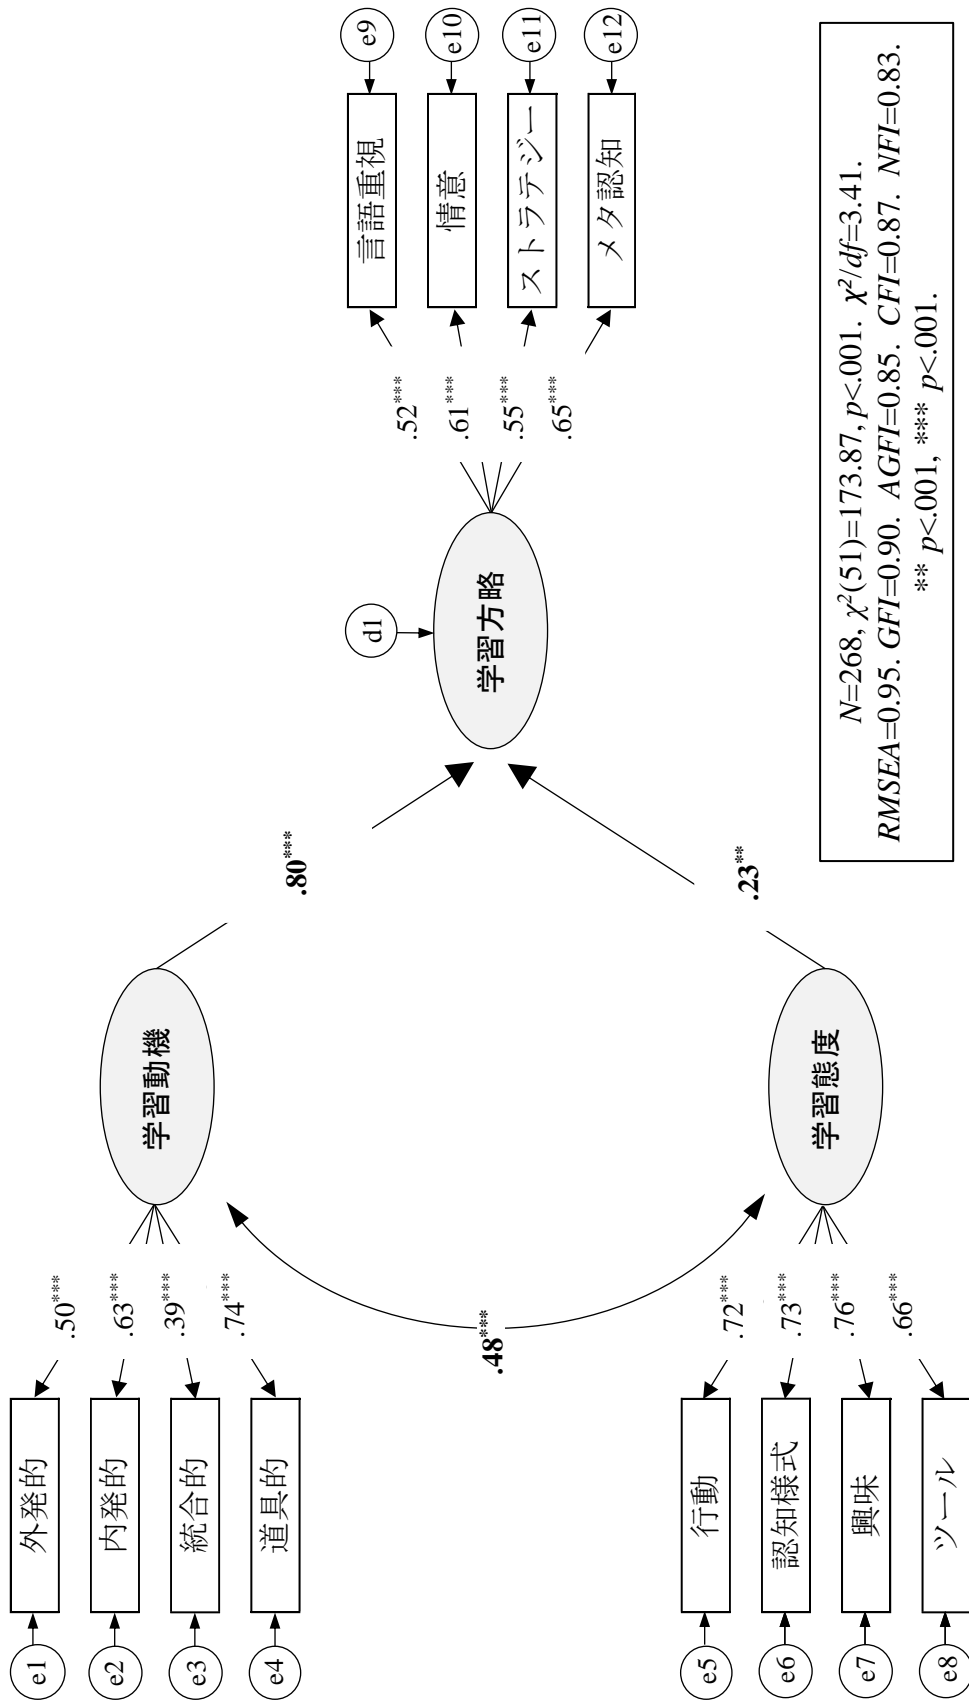 e1
外発的
.50***
e2
内発的
.63***
e3
統合的
.39***
e4
道具的
.74***
学習動機
.80***
.48***
e5
行動
.72***
e6
認知様式
.73***
e7
興味
.76***
e8
ツール
.66***
学習態度
.23**
d1
学習方略
.52***
言語重視
e9
.61***
情意
e10
.55***
ストラテジー
e11
.65***
メタ認知
e12
N=268, χ²(51)=173.87, p<.001. χ²/df=3.41.
RMSEA=0.95. GFI=0.90. AGFI=0.85. CFI=0.87. NFI=0.83.
** p<.001, *** p<.001.